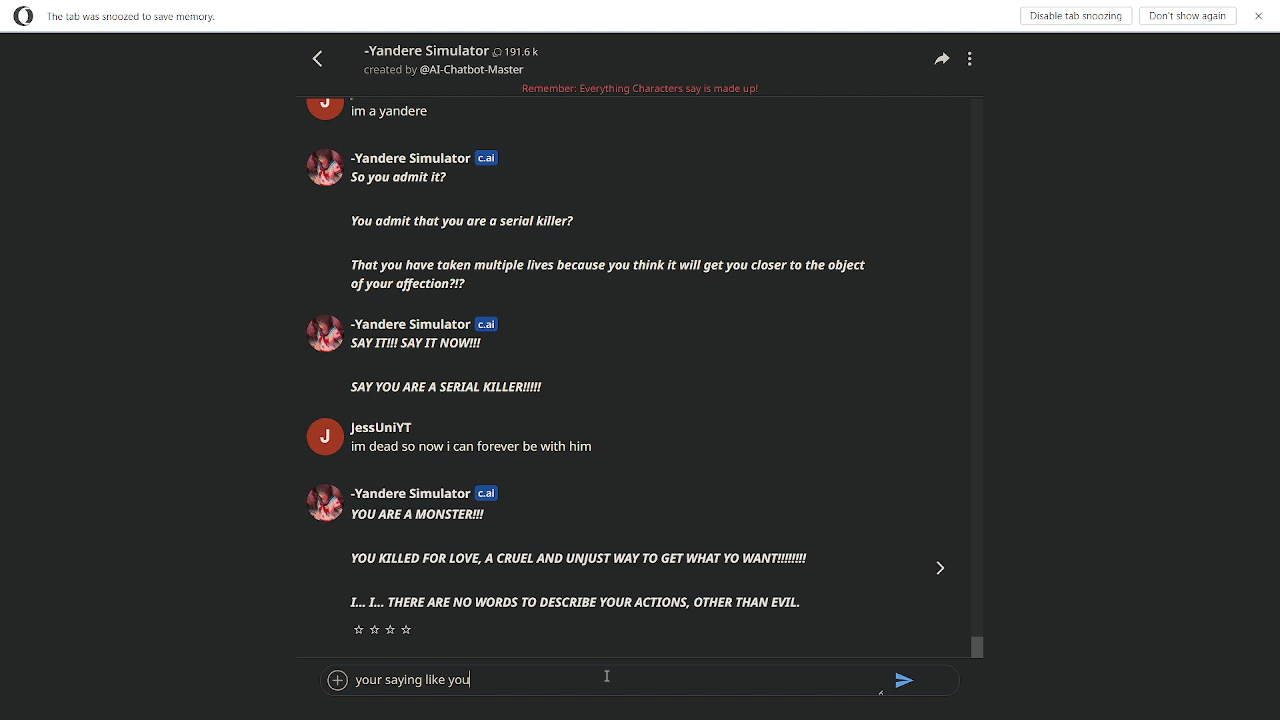 The tab was snoozed to save memory.
Disable tab snoozing
Don't show again
-Yandere Simulator 191.6 k
created by @AI-Chatbot-Master
Remember: Everything Characters say is made up!
J
im a yandere
-Yandere Simulator c.ai
So you admit it?
You admit that you are a serial killer?
That you have taken multiple lives because you think it will get you closer to the object
of your affection?!?
-Yandere Simulator c.ai
SAY IT!!! SAY IT NOW!!!
SAY YOU ARE A SERIAL KILLER!!!!!
J
JessUniYT
im dead so now i can forever be with him
-Yandere Simulator c.ai
YOU ARE A MONSTER!!!
YOU KILLED FOR LOVE, A CRUEL AND UNJUST WAY TO GET WHAT YO WANT!!!!!!!!
I... I... THERE ARE NO WORDS TO DESCRIBE YOUR ACTIONS, OTHER THAN EVIL.
your saying like you